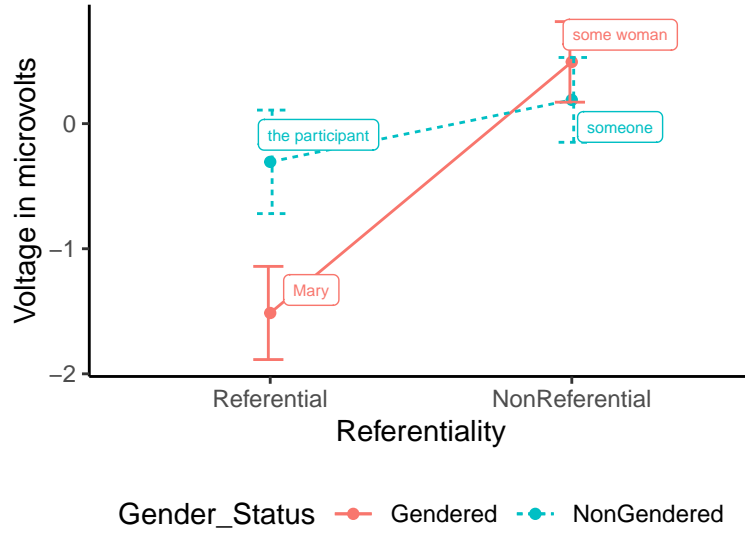 some woman
0
the participant
someone
Voltage in microvolts
−1
Mary
−2
Referential
NonReferential
Referentiality
Gender_Status
Gendered
NonGendered